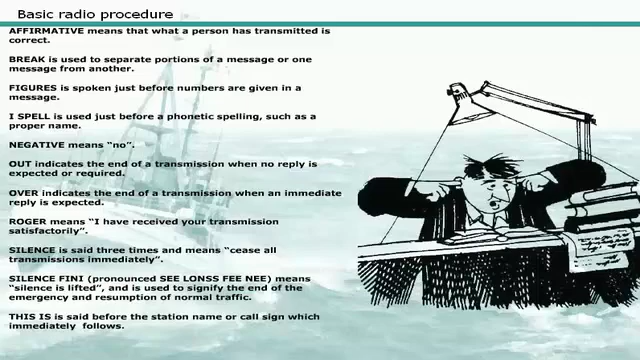 Basic radio procedure
AFFIRMATIVE means that what a person has transmitted is
correct.
BREAK is used to separate portions of a message or one
message from another.
FIGURES is spoken just before numbers are given in a
message.
I SPELL is used just before a phonetic spelling, such as a
proper name.
NEGATIVE means “no”.
OUT indicates the end of a transmission when no reply is
expected or required.
OVER indicates the end of a transmission when an immediate
reply is expected.
ROGER means “I have received your transmission
satisfactorily”.
SILENCE is said three times and means “cease all
transmissions immediately”.
SILENCE FINI (pronounced SEE LONSS FEE NEE) means
“silence is lifted”, and is used to signify the end of the
emergency and resumption of normal traffic.
THIS IS is said before the station name or call sign which
immediately follows.